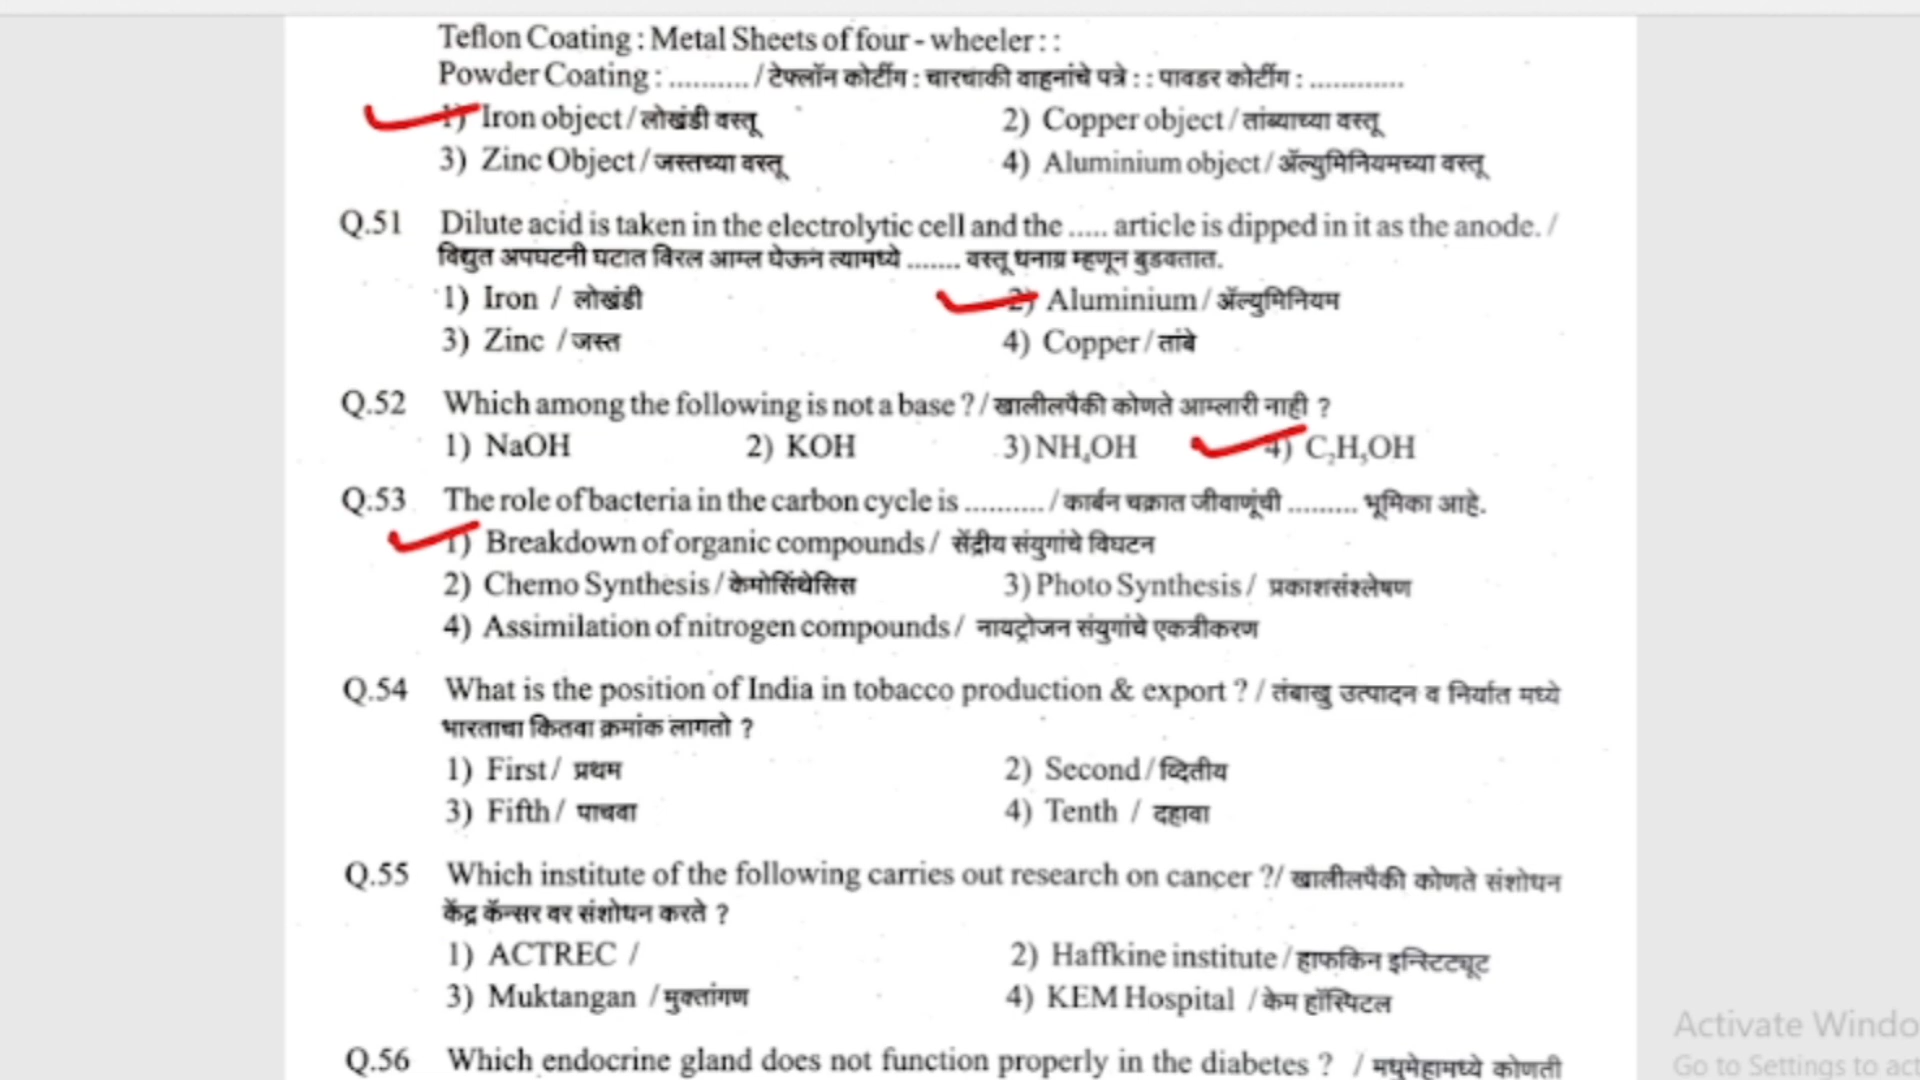 Teflon Coating : Metal Sheets of four - wheeler : :
Powder Coating : .......... / टेफ्लॉन कोटींग : चारचाकी वाहनांचे पत्रे : : पावडर कोटींग : .............
1) Iron object / लोखंडी वस्तू 2) Copper object / तांब्याच्या वस्तू
3) Zinc Object / जस्तच्या वस्तू 4) Aluminium object / ॲल्युमिनियमच्या वस्तू
Q.51 Dilute acid is taken in the electrolytic cell and the ..... article is dipped in it as the anode. /
विद्युत अपघटनी घटात विरल आम्ल घेऊन त्यामध्ये ....... वस्तू धनाग्र म्हणून बुडवतात.
1) Iron / लोखंडी 2) Aluminium / ॲल्युमिनियम
3) Zinc / जस्त 4) Copper / तांबे
Q.52 Which among the following is not a base ? / खालीलपैकी कोणते आम्लारी नाही ?
1) NaOH 2) KOH 3) NH₄OH 4) C₂H₅OH
Q.53 The role of bacteria in the carbon cycle is .......... / कार्बन चक्रात जीवाणूंची ......... भूमिका आहे.
1) Breakdown of organic compounds / सेंद्रीय संयुगांचे विघटन
2) Chemo Synthesis / केमोसिंथेसिस 3) Photo Synthesis / प्रकाशसंश्लेषण
4) Assimilation of nitrogen compounds / नायट्रोजन संयुगांचे एकत्रीकरण
Q.54 What is the position of India in tobacco production & export ? / तंबाखु उत्पादन व निर्यात मध्ये
भारताचा कितवा क्रमांक लागतो ?
1) First / प्रथम 2) Second / व्दितीय
3) Fifth / पाचवा 4) Tenth / दहावा
Q.55 Which institute of the following carries out research on cancer ?/ खालीलपैकी कोणते संशोधन
केंद्र कॅन्सर वर संशोधन करते ?
1) ACTREC / 2) Haffkine institute / हाफकिन इन्स्टिट्यूट
3) Muktangan / मुक्तांगण 4) KEM Hospital / केम हॉस्पिटल
Q.56 Which endocrine gland does not function properly in the diabetes ? / मधुमेहामध्ये कोणती
Activate Windo
Go to Settings to act